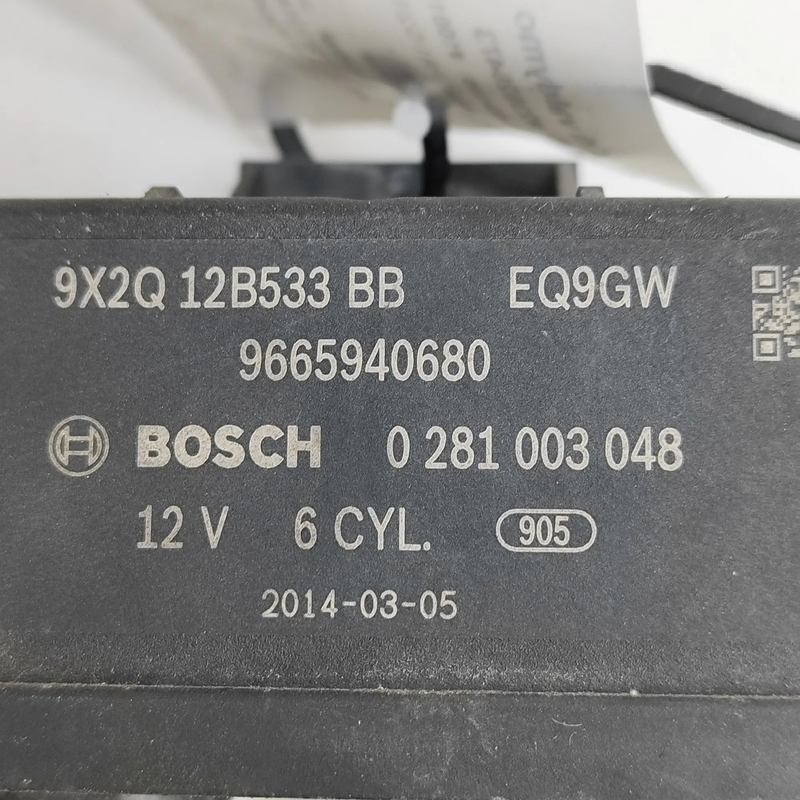 9X2Q 12B533 BB EQ9GW
9665940680
BOSCH 0 281 003 048
12 V 6 CYL. 905
2014-03-05